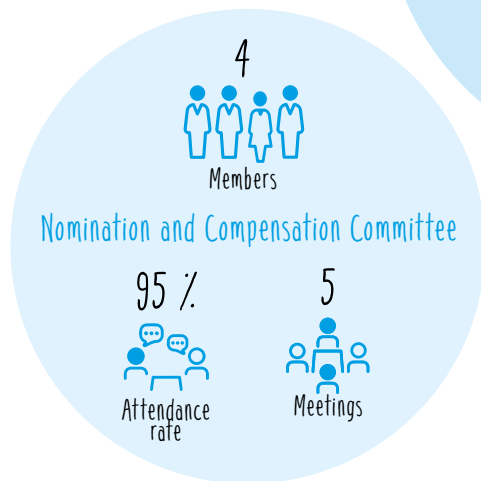 4
Members
Nomination and Compensation Committee
95 %
5
Attendance
rate
Meetings